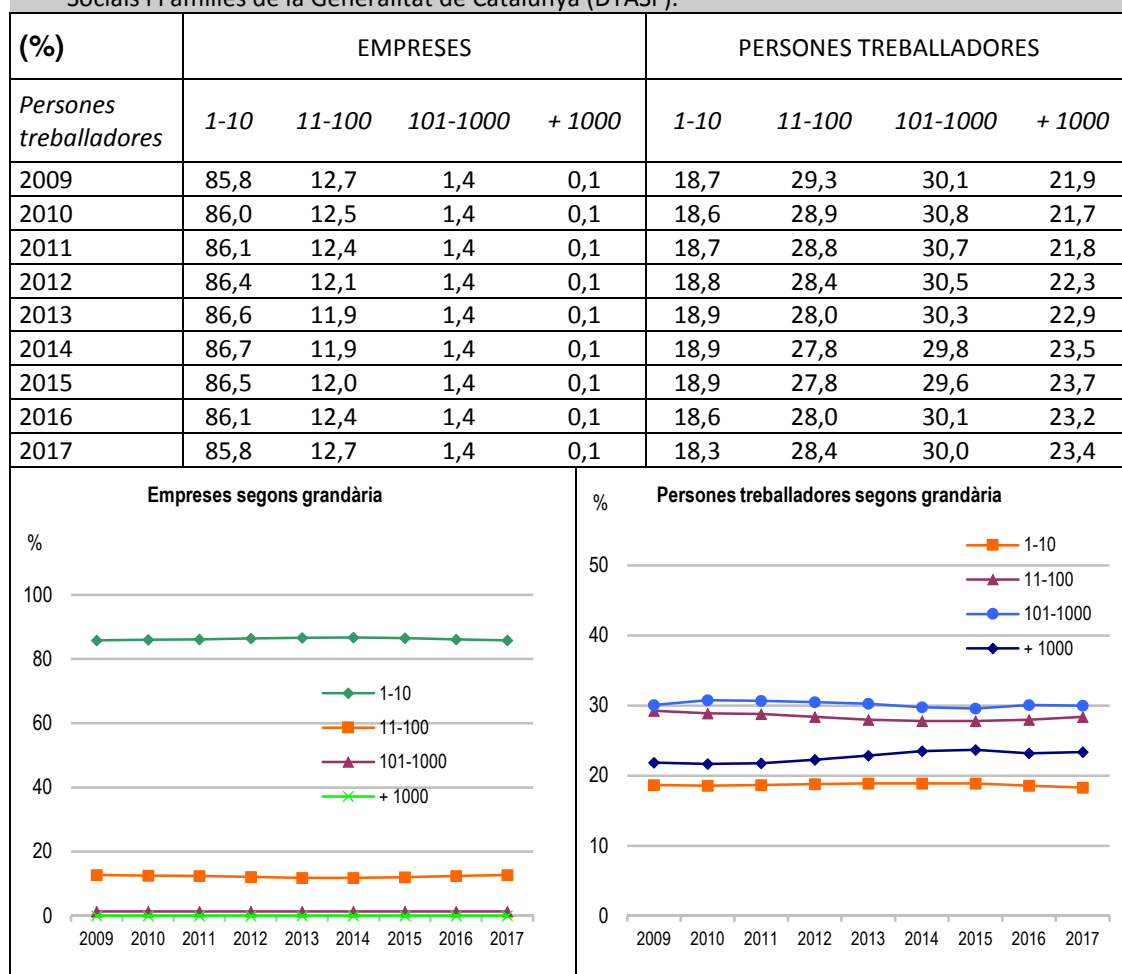 Socials i Famílies de la Generalitat de Catalunya (DTASF).
(%) EMPRESES PERSONES TREBALLADORES
Persones treballadores 1-10 11-100 101-1000 + 1000 1-10 11-100 101-1000 + 1000
2009 85,8 12,7 1,4 0,1 18,7 29,3 30,1 21,9
2010 86,0 12,5 1,4 0,1 18,6 28,9 30,8 21,7
2011 86,1 12,4 1,4 0,1 18,7 28,8 30,7 21,8
2012 86,4 12,1 1,4 0,1 18,8 28,4 30,5 22,3
2013 86,6 11,9 1,4 0,1 18,9 28,0 30,3 22,9
2014 86,7 11,9 1,4 0,1 18,9 27,8 29,8 23,5
2015 86,5 12,0 1,4 0,1 18,9 27,8 29,6 23,7
2016 86,1 12,4 1,4 0,1 18,6 28,0 30,1 23,2
2017 85,8 12,7 1,4 0,1 18,3 28,4 30,0 23,4
Empreses segons grandària
%
100
80
60
40
20
0
1-10
11-100
101-1000
+ 1000
2009 2010 2011 2012 2013 2014 2015 2016 2017
Persones treballadores segons grandària
%
50
40
30
20
10
0
1-10
11-100
101-1000
+ 1000
2009 2010 2011 2012 2013 2014 2015 2016 2017